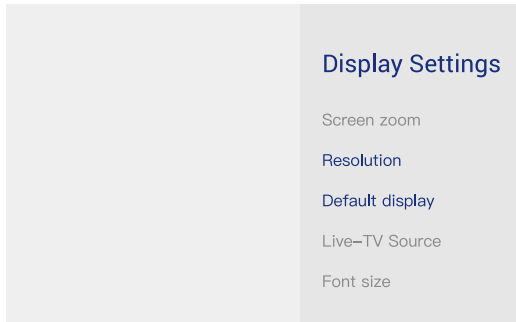 Display Settings
Screen zoom
Resolution
Default display
Live–TV Source
Font size